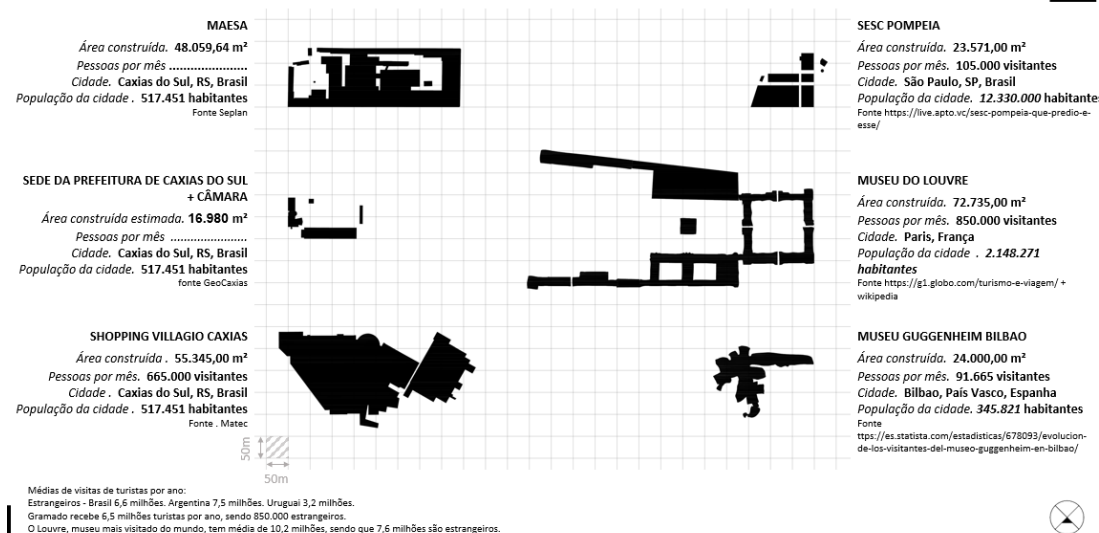 MAESA
Área construída. 48.059,64 m²
Pessoas por mês ......................
Cidade. Caxias do Sul, RS, Brasil
População da cidade . 517.451 habitantes
Fonte Seplan
SEDE DA PREFEITURA DE CAXIAS DO SUL
+ CÂMARA
Área construída estimada. 16.980 m²
Pessoas por mês ......................
Cidade. Caxias do Sul, RS, Brasil
População da cidade. 517.451 habitantes
fonte GeoCaxias
SHOPPING VILLAGIO CAXIAS
Área construída . 55.345,00 m²
Pessoas por mês. 665.000 visitantes
Cidade . Caxias do Sul, RS, Brasil
População da cidade . 517.451 habitantes
Fonte . Matec
50m
50m
SESC POMPEIA
Área construída. 23.571,00 m²
Pessoas por mês. 105.000 visitantes
Cidade. São Paulo, SP, Brasil
População da cidade. 12.330.000 habitantes
Fonte https://live.apto.vc/sesc-pompeia-que-predio-e-
esse/
MUSEU DO LOUVRE
Área construída. 72.735,00 m²
Pessoas por mês. 850.000 visitantes
Cidade. Paris, França
População da cidade . 2.148.271
habitantes
Fonte https://g1.globo.com/turismo-e-viagem/ +
wikipedia
MUSEU GUGGENHEIM BILBAO
Área construída. 24.000,00 m²
Pessoas por mês. 91.665 visitantes
Cidade. Bilbao, País Vasco, Espanha
População da cidade. 345.821 habitantes
Fonte
ttps://es.statista.com/estadisticas/678093/evolucion-
de-los-visitantes-del-museo-guggenheim-en-bilbao/
Médias de visitas de turistas por ano:
Estrangeiros - Brasil 6,6 milhões. Argentina 7,5 milhões. Uruguai 3,2 milhões.
Gramado recebe 6,5 milhões turistas por ano, sendo 850.000 estrangeiros.
O Louvre, museu mais visitado do mundo, tem média de 10,2 milhões, sendo que 7,6 milhões são estrangeiros.